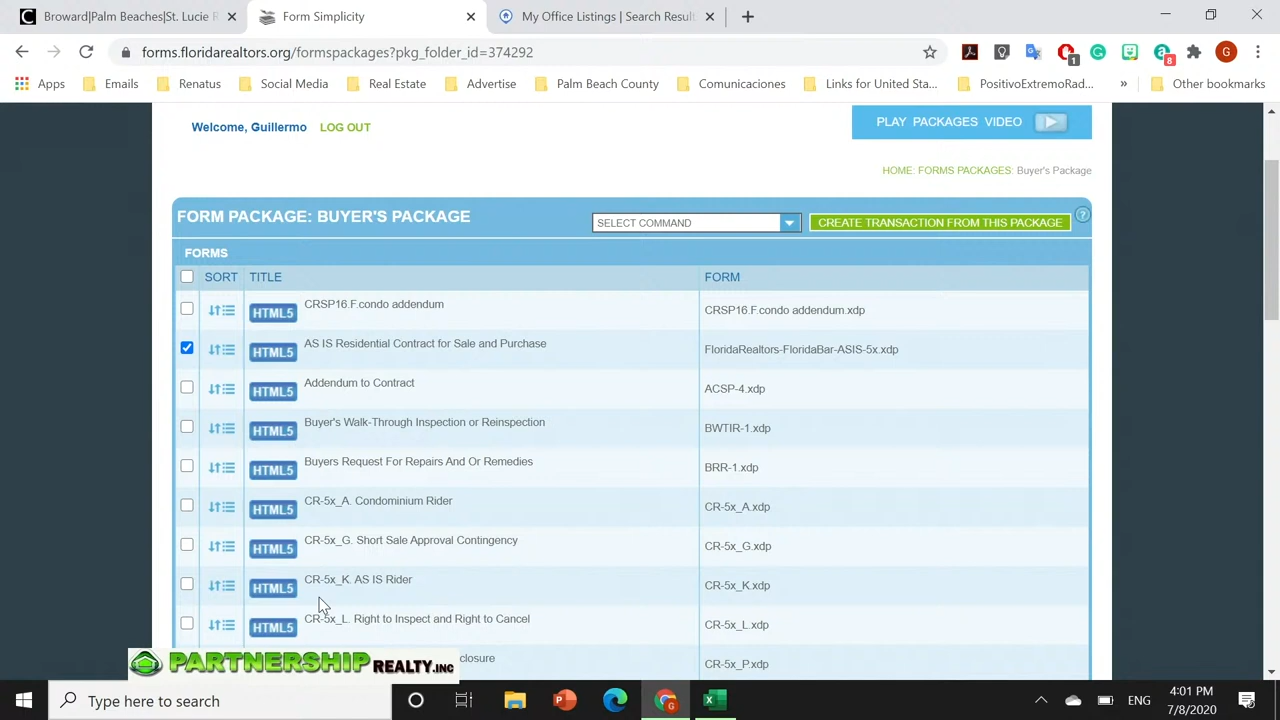 Broward|Palm Beaches|St. Lucie R
Form Simplicity
My Office Listings | Search Resul
forms.floridarealtors.org/formspackages?pkg_folder_id=374292
1
8
G
Apps
Emails
Renatus
Social Media
Real Estate
Advertise
Palm Beach County
Comunicaciones
Links for United Sta...
PositivoExtremoRad...
»
Other bookmarks
Welcome, Guillermo LOG OUT
PLAY PACKAGES VIDEO
HOME: FORMS PACKAGES: Buyer's Package
FORM PACKAGE: BUYER'S PACKAGE
SELECT COMMAND
CREATE TRANSACTION FROM THIS PACKAGE
?
FORMS
SORT TITLE FORM
HTML5 CRSP16.F.condo addendum CRSP16.F.condo addendum.xdp
HTML5 AS IS Residential Contract for Sale and Purchase FloridaRealtors-FloridaBar-ASIS-5x.xdp
HTML5 Addendum to Contract ACSP-4.xdp
HTML5 Buyer's Walk-Through Inspection or Reinspection BWTIR-1.xdp
HTML5 Buyers Request For Repairs And Or Remedies BRR-1.xdp
HTML5 CR-5x_A. Condominium Rider CR-5x_A.xdp
HTML5 CR-5x_G. Short Sale Approval Contingency CR-5x_G.xdp
HTML5 CR-5x_K. AS IS Rider CR-5x_K.xdp
HTML5 CR-5x_L. Right to Inspect and Right to Cancel CR-5x_L.xdp
closure CR-5x_P.xdp
PARTNERSHIP REALTY.INC
Type here to search
ENG
4:01 PM
7/8/2020